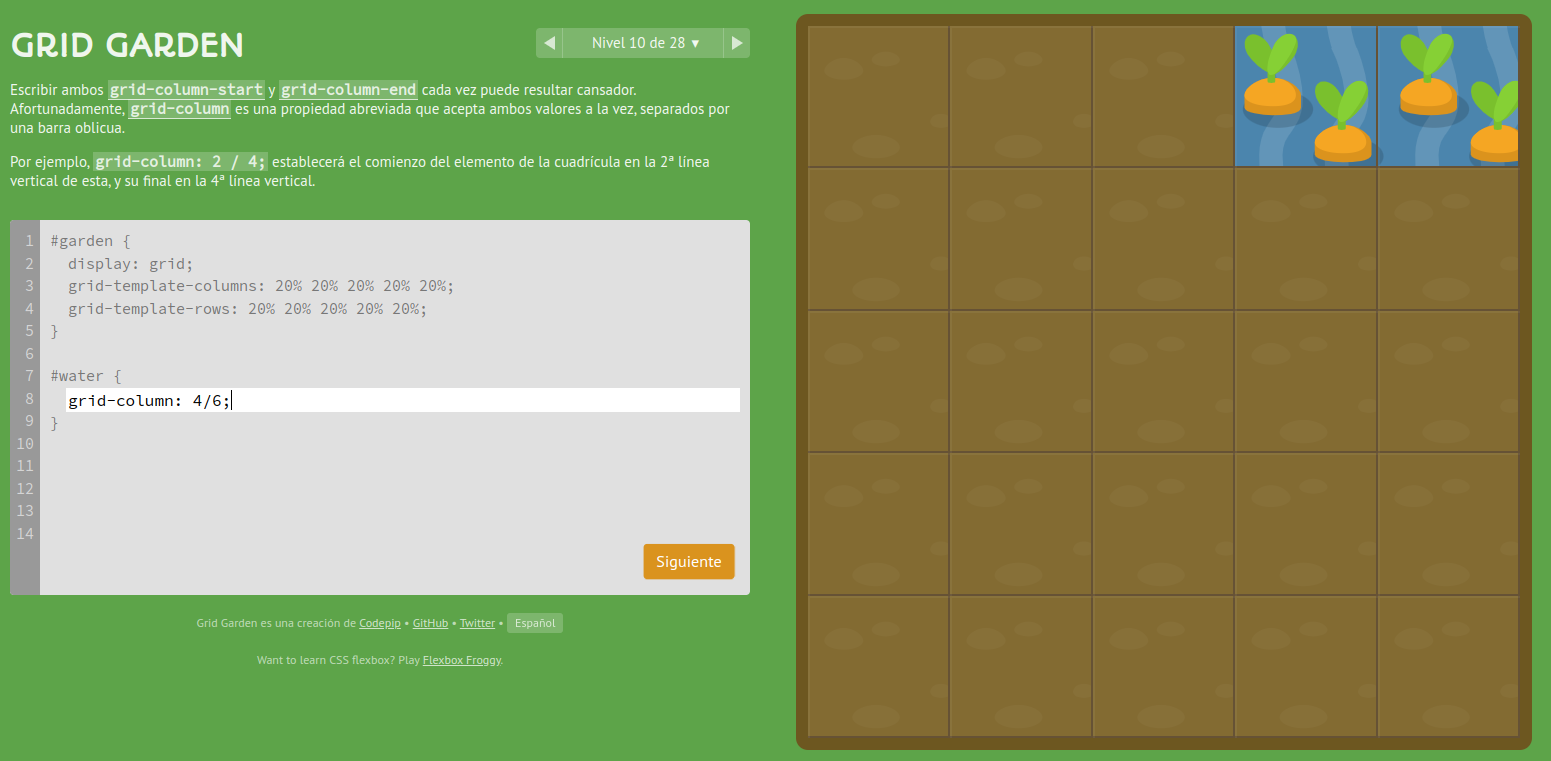 GRID GARDEN
◀ Nivel 10 de 28 ▾ ▶
Escribir ambos grid-column-start y grid-column-end cada vez puede resultar cansador.
Afortunadamente, grid-column es una propiedad abreviada que acepta ambos valores a la vez, separados por
una barra oblicua.
Por ejemplo, grid-column: 2 / 4; establecerá el comienzo del elemento de la cuadrícula en la 2ª línea
vertical de esta, y su final en la 4ª línea vertical.
1 #garden {
2 display: grid;
3 grid-template-columns: 20% 20% 20% 20% 20%;
4 grid-template-rows: 20% 20% 20% 20% 20%;
5 }
6
7 #water {
8 grid-column: 4/6;
9 }
10
11
12
13
14
Siguiente
Grid Garden es una creación de Codepip • GitHub • Twitter • Español
Want to learn CSS flexbox? Play Flexbox Froggy.